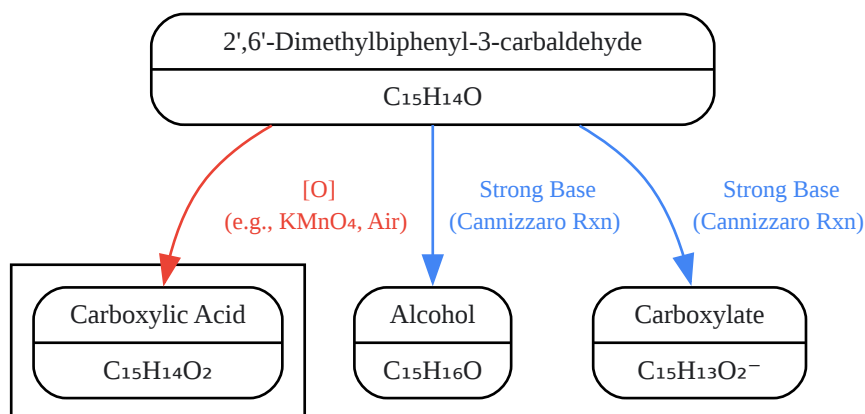 2',6'-Dimethylbiphenyl-3-carbaldehyde
C₁₅H₁₄O
[O]
(e.g., KMnO₄, Air)
Strong Base
(Cannizzaro Rxn)
Strong Base
(Cannizzaro Rxn)
Carboxylic Acid
C₁₅H₁₄O₂
Alcohol
C₁₅H₁₆O
Carboxylate
C₁₅H₁₃O₂⁻